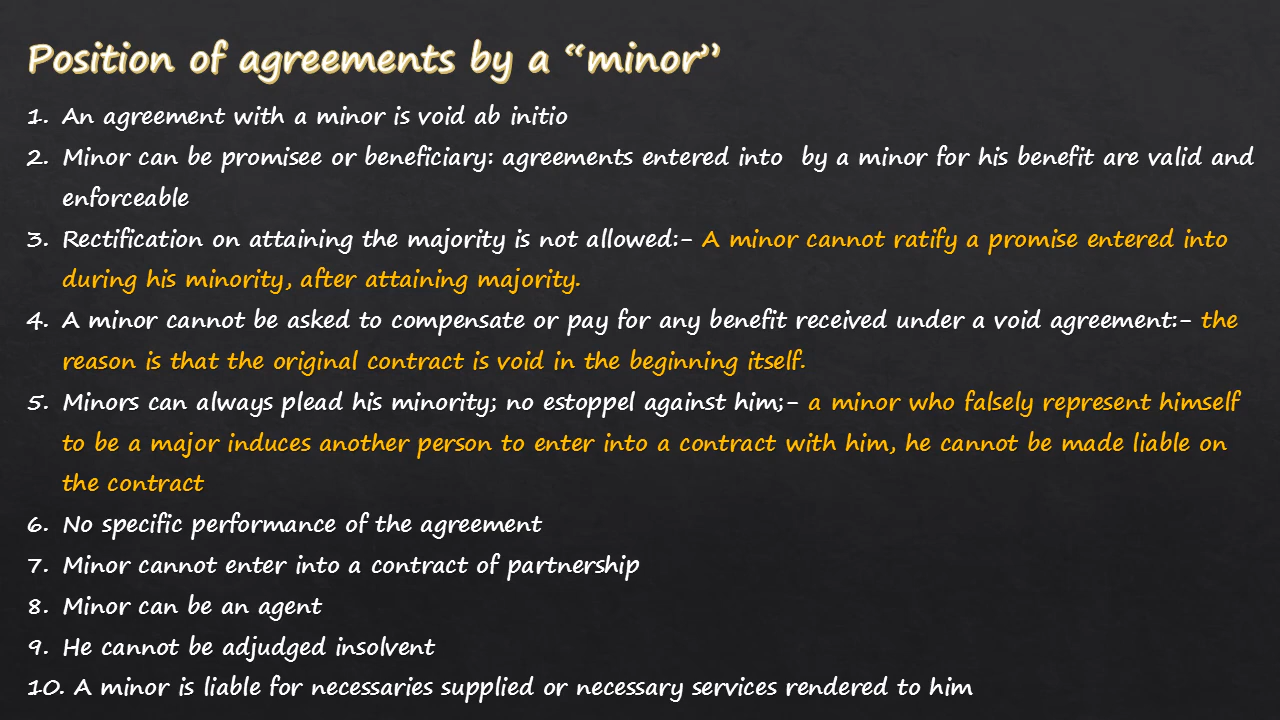 Position of agreements by a “minor”
1. An agreement with a minor is void ab initio
2. Minor can be promisee or beneficiary: agreements entered into by a minor for his benefit are valid and
enforceable
3. Rectification on attaining the majority is not allowed:- A minor cannot ratify a promise entered into
during his minority, after attaining majority.
4. A minor cannot be asked to compensate or pay for any benefit received under a void agreement:- the
reason is that the original contract is void in the beginning itself.
5. Minors can always plead his minority; no estoppel against him;- a minor who falsely represent himself
to be a major induces another person to enter into a contract with him, he cannot be made liable on
the contract
6. No specific performance of the agreement
7. Minor cannot enter into a contract of partnership
8. Minor can be an agent
9. He cannot be adjudged insolvent
10. A minor is liable for necessaries supplied or necessary services rendered to him